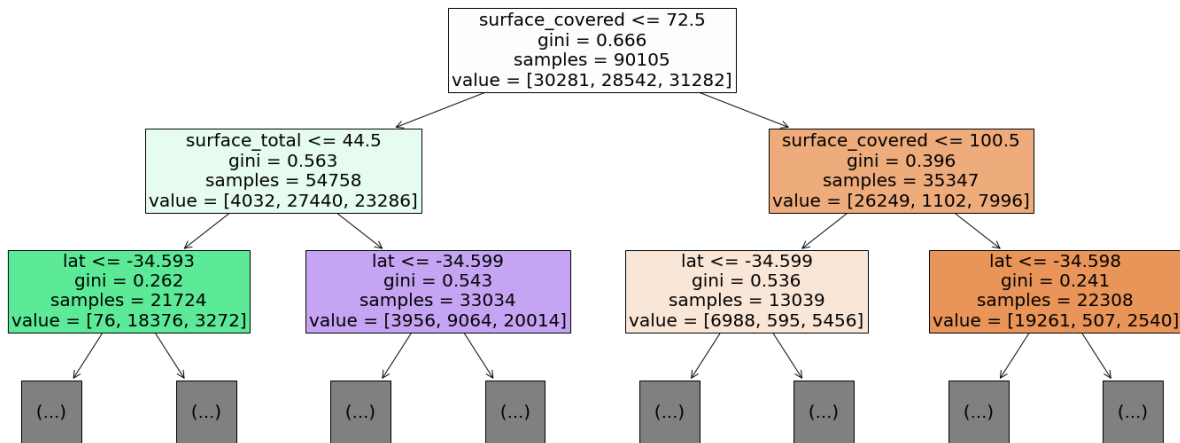 surface_covered <= 72.5
gini = 0.666
samples = 90105
value = [30281, 28542, 31282]
surface_total <= 44.5
gini = 0.563
samples = 54758
value = [4032, 27440, 23286]
surface_covered <= 100.5
gini = 0.396
samples = 35347
value = [26249, 1102, 7996]
lat <= -34.593
gini = 0.262
samples = 21724
value = [76, 18376, 3272]
lat <= -34.599
gini = 0.543
samples = 33034
value = [3956, 9064, 20014]
lat <= -34.599
gini = 0.536
samples = 13039
value = [6988, 595, 5456]
lat <= -34.598
gini = 0.241
samples = 22308
value = [19261, 507, 2540]
(...)
(...)
(...)
(...)
(...)
(...)
(...)
(...)